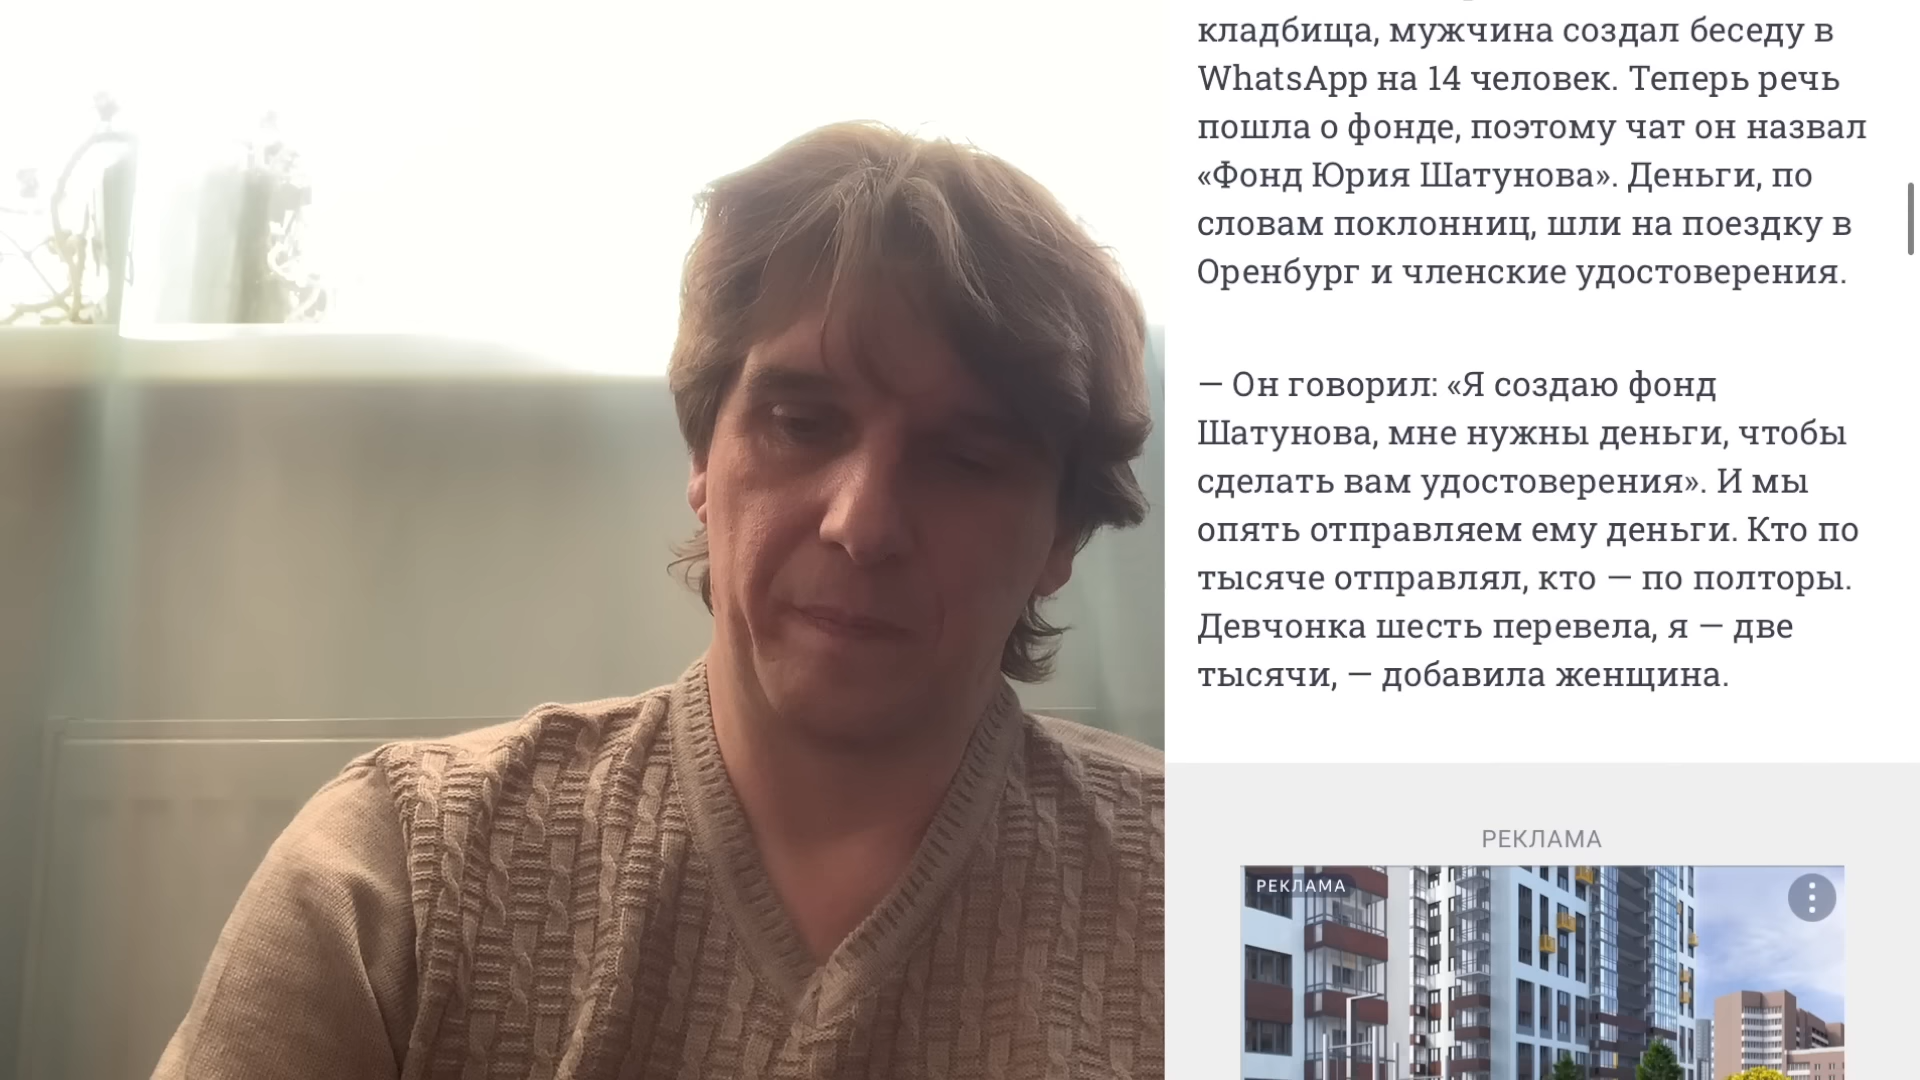 кладбища, мужчина создал беседу в
WhatsApp на 14 человек. Теперь речь
пошла о фонде, поэтому чат он назвал
«Фонд Юрия Шатунова». Деньги, по
словам поклонниц, шли на поездку в
Оренбург и членские удостоверения.
— Он говорил: «Я создаю фонд
Шатунова, мне нужны деньги, чтобы
сделать вам удостоверения». И мы
опять отправляем ему деньги. Кто по
тысяче отправлял, кто — по полторы.
Девчонка шесть перевела, я — две
тысячи, — добавила женщина.
РЕКЛАМА
РЕКЛАМА